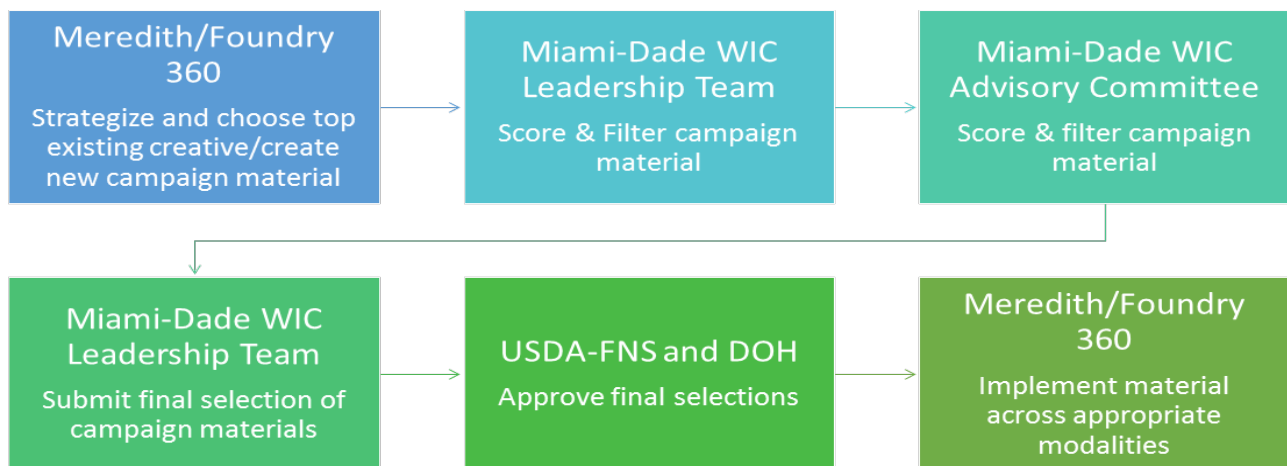 Meredith/Foundry
360
Strategize and choose top
existing creative/create
new campaign material
Miami-Dade WIC
Leadership Team
Score & Filter campaign
material
Miami-Dade WIC
Advisory Committee
Score & filter campaign
material
Miami-Dade WIC
Leadership Team
Submit final selection of
campaign materials
USDA-FNS and DOH
Approve final selections
Meredith/Foundry
360
Implement material
across appropriate
modalities